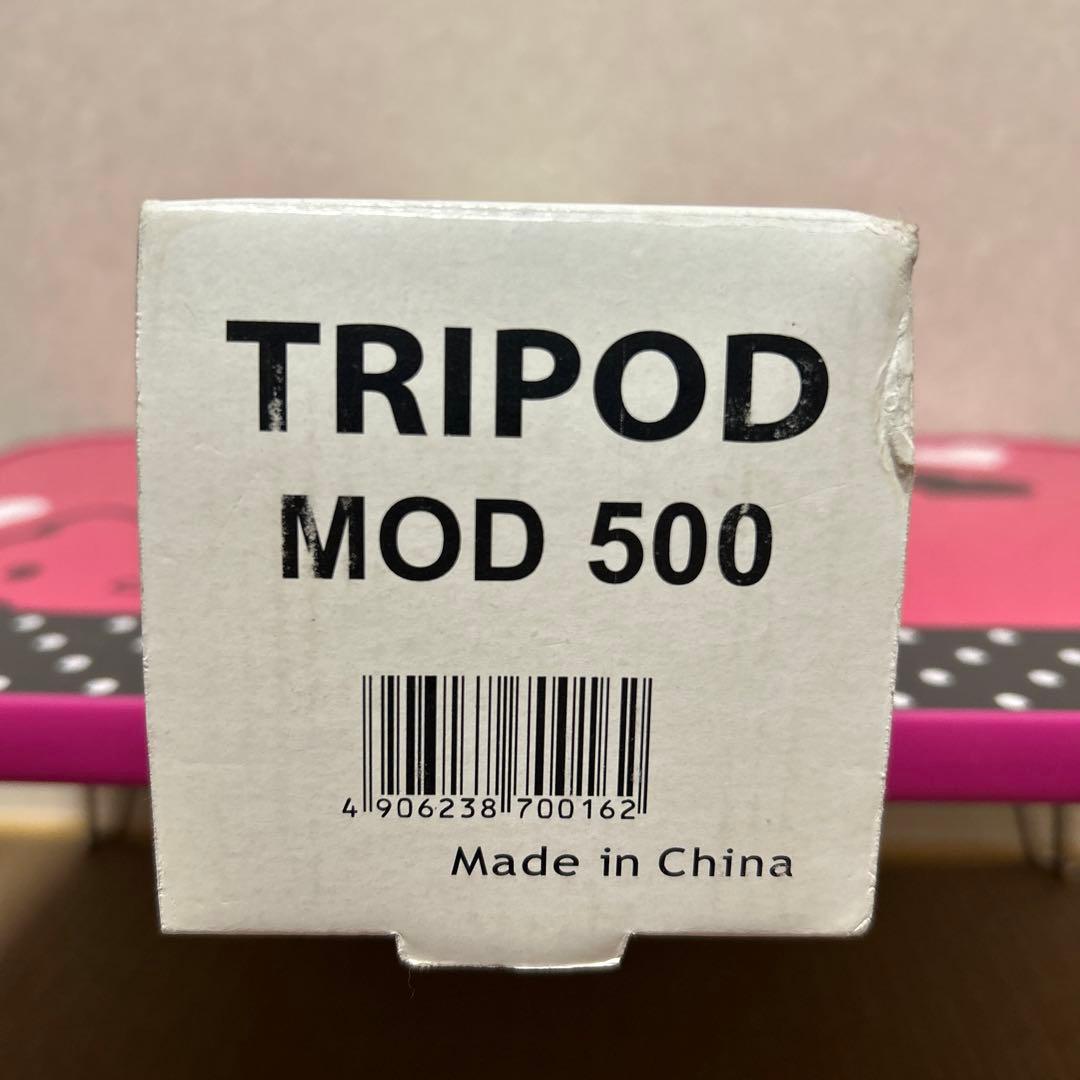 TRIPOD
MOD 500
4 906238 700162
Made in China